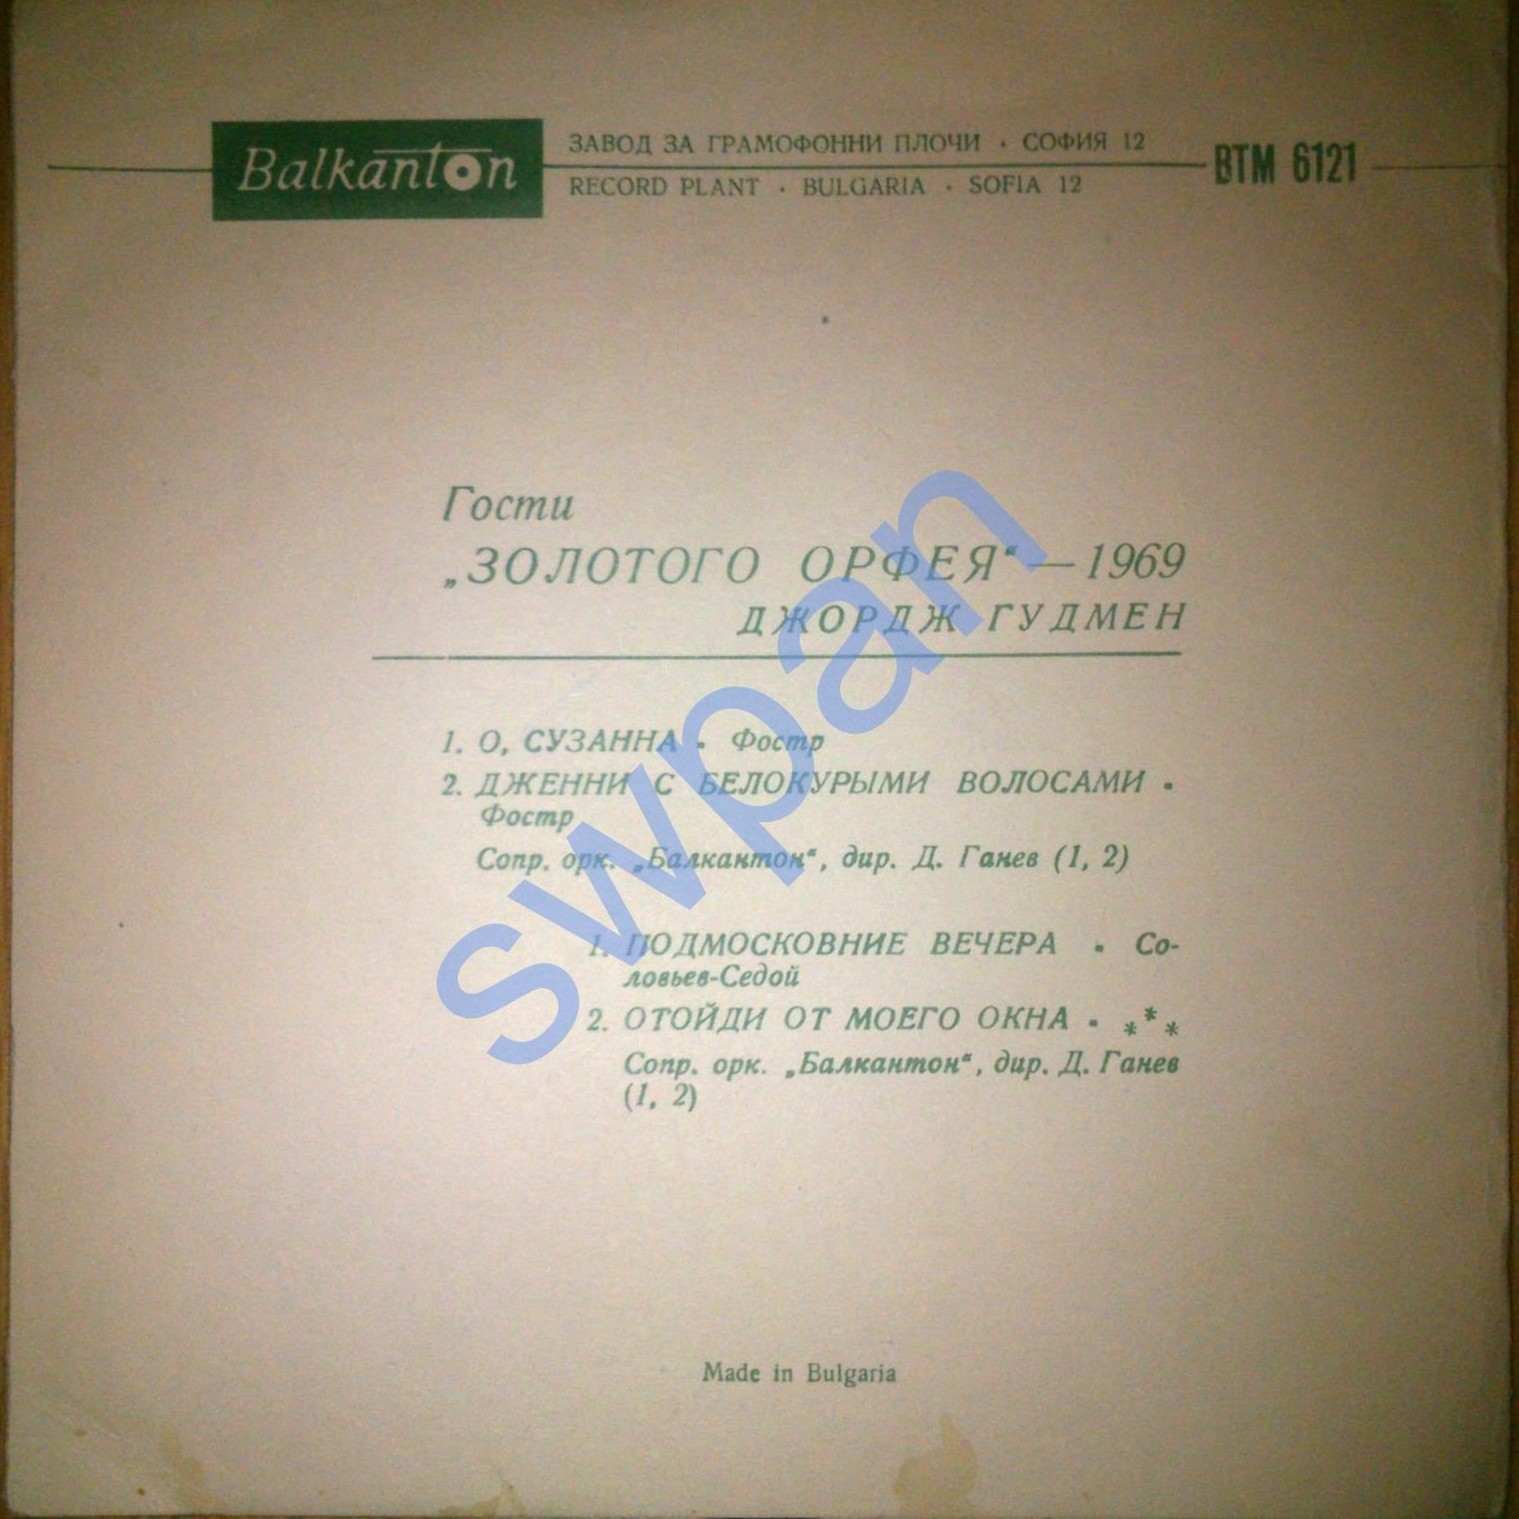 Balkanton
ЗАВОД ЗА ГРАМОФОННИ ПЛОЧИ · СОФИЯ 12
RECORD PLANT · BULGARIA · SOFIA 12
ВТМ 6121
Гости
„ЗОЛОТОГО ОРФЕЯ“ — 1969
ДЖОРДЖ ГУДМЕН
1. О, СУЗАННА • Фостр
2. ДЖЕННИ С БЕЛОКУРЫМИ ВОЛОСАМИ •
Фостр
Сопр. орк. „Балкантон“, дир. Д. Ганев (1, 2)
1. ПОДМОСКОВНИЕ ВЕЧЕРА • Со-
ловьев-Седой
2. ОТОЙДИ ОТ МОЕГО ОКНА • ***
Сопр. орк. „Балкантон“, дир. Д. Ганев
(1, 2)
Made in Bulgaria
swpan